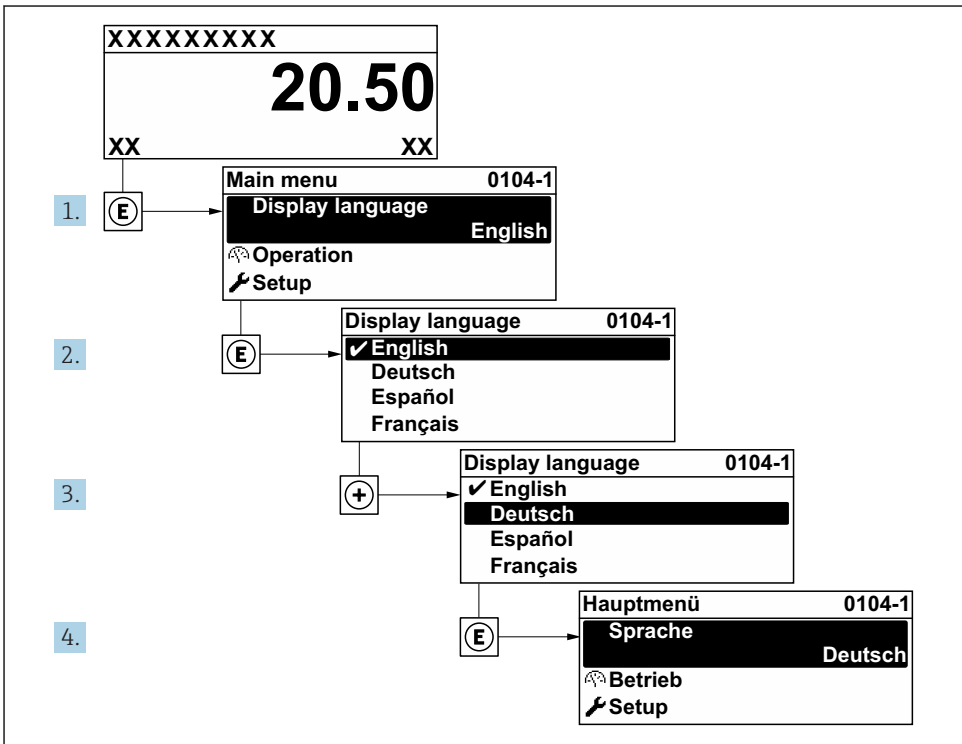 XXXXXXXXX
20.50
XX XX
Main menu 0104-1
1. E
Display language
English
Operation
Setup
Display language 0104-1
2. E
✔ English
Deutsch
Español
Français
Display language 0104-1
3. +
✔ English
Deutsch
Español
Français
Hauptmenü 0104-1
4. E
Sprache
Deutsch
Betrieb
Setup